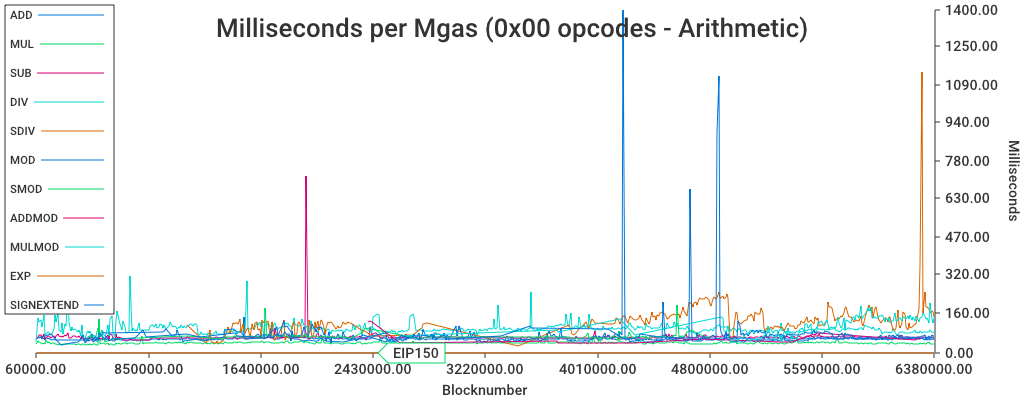 Milliseconds per Mgas (0x00 opcodes - Arithmetic)
ADD
MUL
SUB
DIV
SDIV
MOD
SMOD
ADDMOD
MULMOD
EXP
SIGNEXTEND
1400.00
1250.00
1090.00
940.00
780.00
630.00
470.00
320.00
160.00
0.00
Milliseconds
EIP150
60000.00 850000.00 1640000.00 2430000.00 3220000.00 4010000.00 4800000.00 5590000.00 6380000.00
Blocknumber